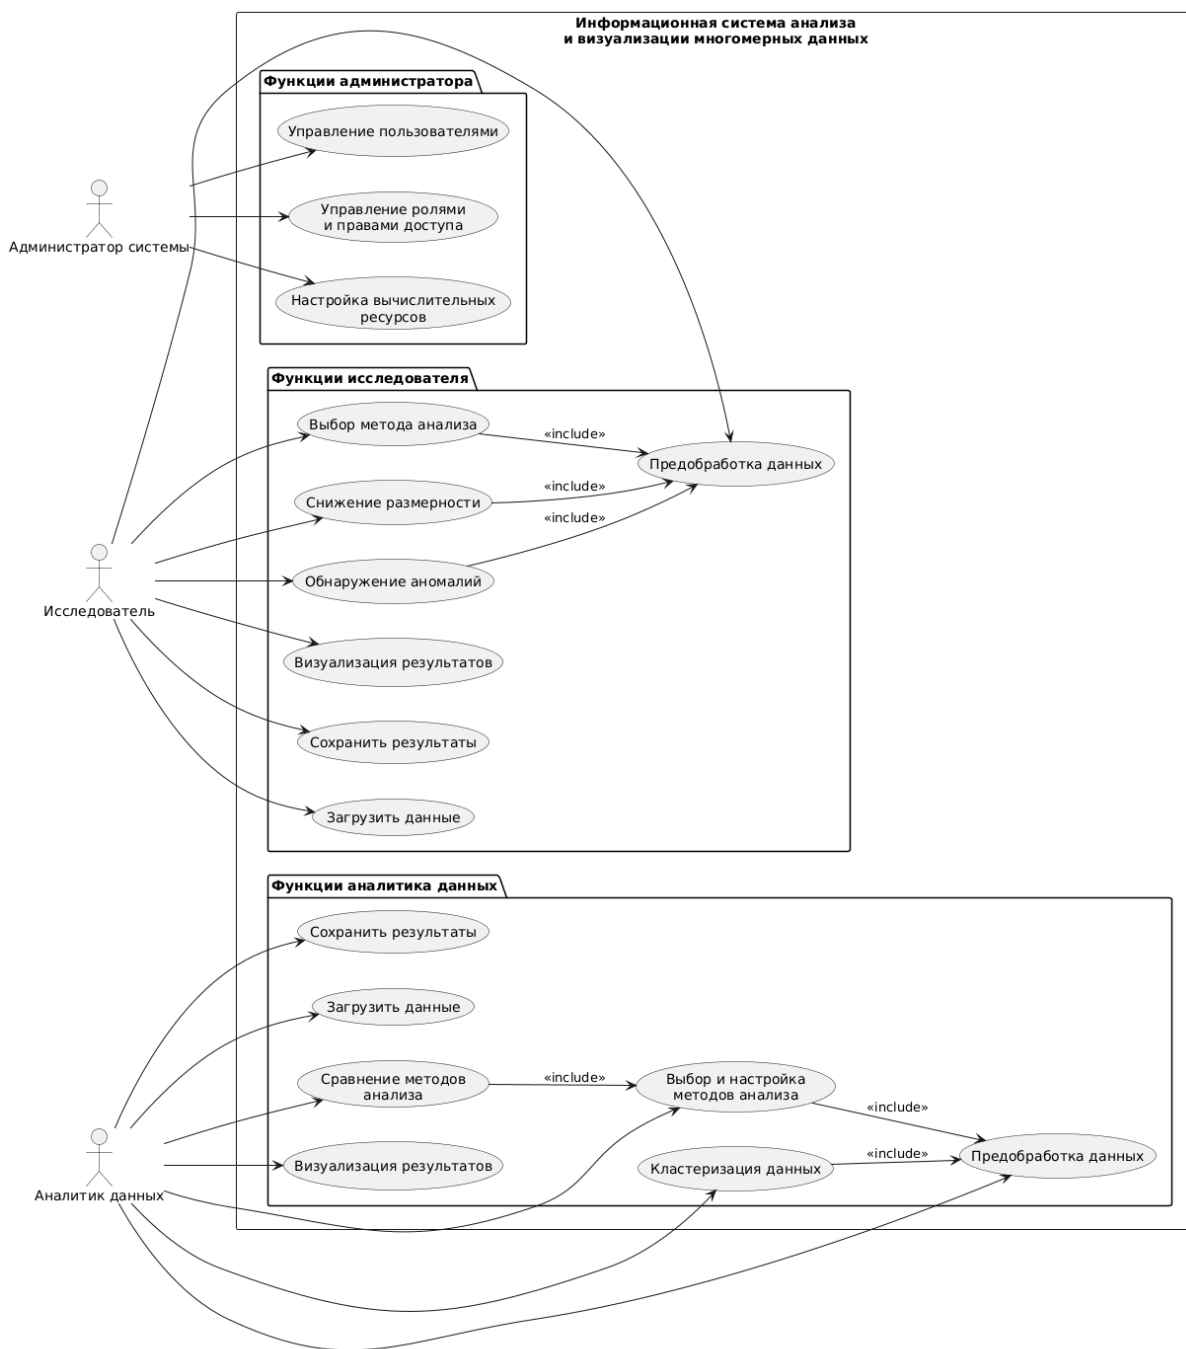 Информационная система анализа
и визуализации многомерных данных
Функции администратора
Управление пользователями
Управление ролями
и правами доступа
Администратор системы
Настройка вычислительных
ресурсов
Функции исследователя
Выбор метода анализа
«include»
Предобработка данных
Снижение размерности
«include»
«include»
Обнаружение аномалий
Исследователь
Визуализация результатов
Сохранить результаты
Загрузить данные
Функции аналитика данных
Сохранить результаты
Загрузить данные
Сравнение методов
анализа
«include»
Выбор и настройка
методов анализа
«include»
Визуализация результатов
Кластеризация данных
«include»
Предобработка данных
Аналитик данных